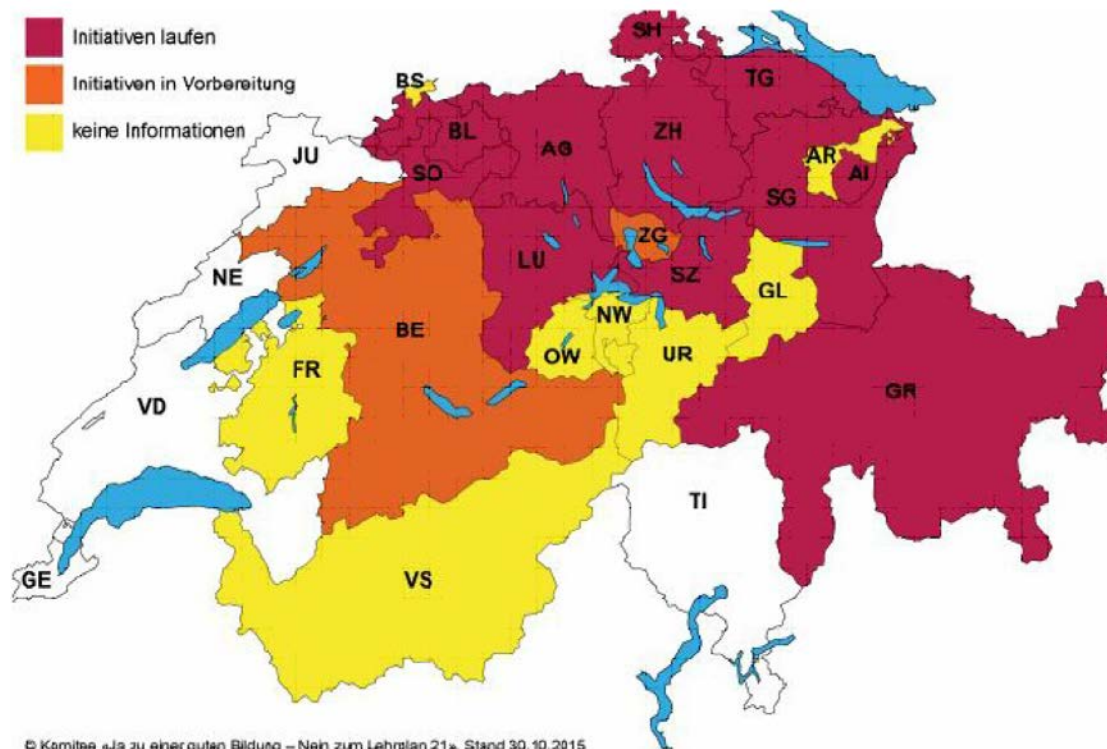 Initiativen laufen
Initiativen in Vorbereitung
keine Informationen
SH
BS
TG
BL
ZH
AG
JU
AR
SO
AI
SG
ZG
LU
NE
SZ
GL
NW
BE
OW
UR
FR
GR
VD
TI
VS
GE
© Komitee «Ja zu einer guten Bildung – Nein zum Lehrplan 21», Stand 30.10.2015